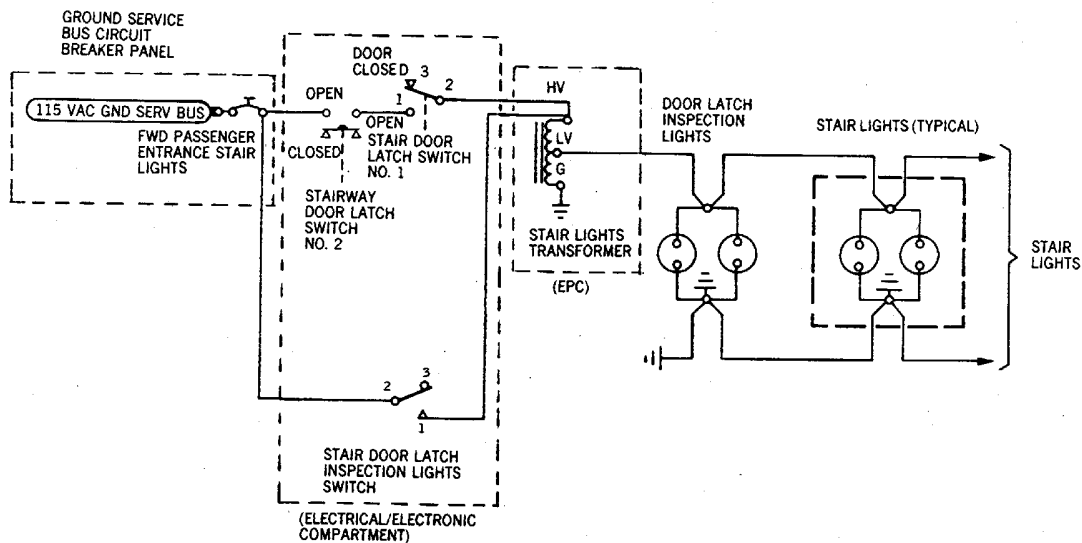 GROUND SERVICE
BUS CIRCUIT
BREAKER PANEL
115 VAC GND SERV BUS
FWD PASSENGER
ENTRANCE STAIR
LIGHTS
DOOR
CLOSED
3
2
1
OPEN
OPEN
CLOSED
STAIR DOOR
LATCH SWITCH
NO. 1
STAIRWAY
DOOR LATCH
SWITCH
NO. 2
2
3
1
STAIR DOOR LATCH
INSPECTION LIGHTS
SWITCH
(ELECTRICAL/ELECTRONIC
COMPARTMENT)
HV
LV
G
STAIR LIGHTS
TRANSFORMER
(EPC)
DOOR LATCH
INSPECTION
LIGHTS
STAIR LIGHTS (TYPICAL)
STAIR
LIGHTS